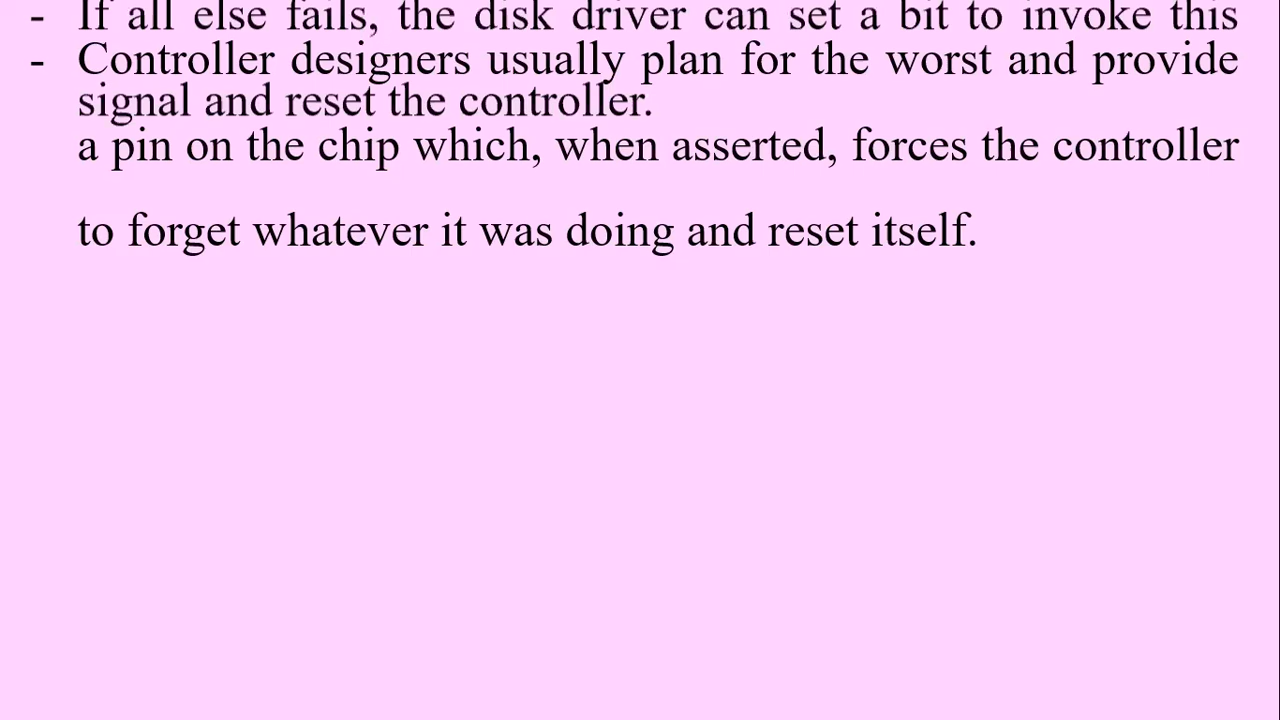 - If all else fails, the disk driver can set a bit to invoke this
- Controller designers usually plan for the worst and provide
signal and reset the controller.
a pin on the chip which, when asserted, forces the controller
to forget whatever it was doing and reset itself.